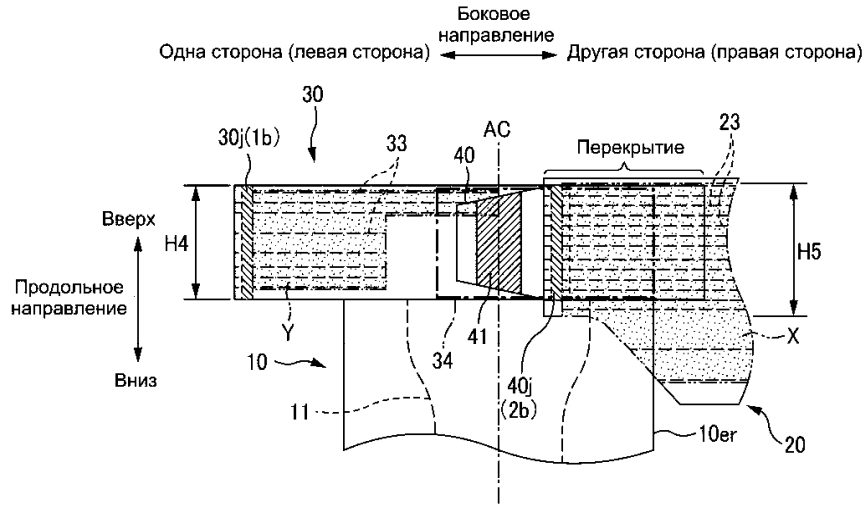 Боковое
направление
Одна сторона (левая сторона)
Другая сторона (правая сторона)
30
30j(1b)
33
40
AC
Перекрытие
23
Вверх
H4
H5
Продольное
направление
Y
34
41
X
10
Вниз
11
40j
(2b)
10er
20